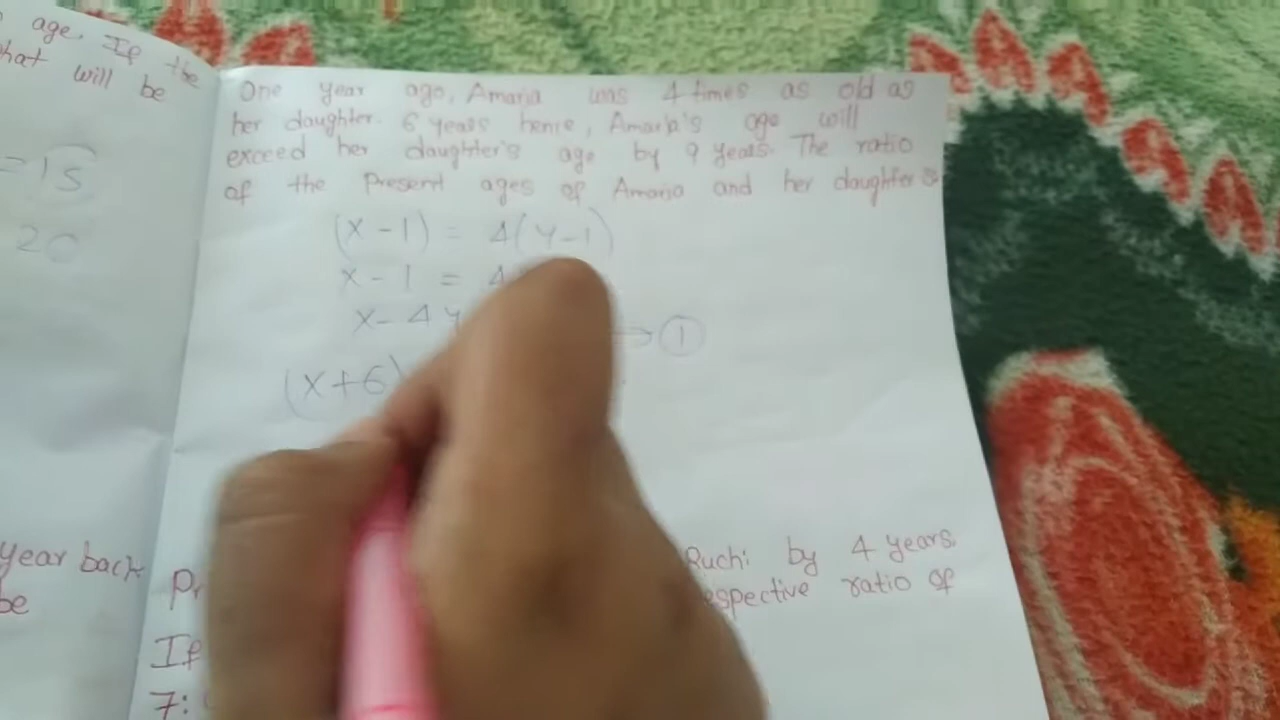 age. If the
hat will be
= 15
20
year back
be
One year ago, Amaria was 4 times as old as
her daughter. 6 years henie, Amaria's age will
exceed her daughter's age by 9 years. The ratio
of the Present ages of Amaria and her daughter is
(x - 1) = 4(y - 1)
x - 1 = 4
x - 4y → ①
(x + 6)
Ruchi by 4 years.
respective ratio of
If
7: